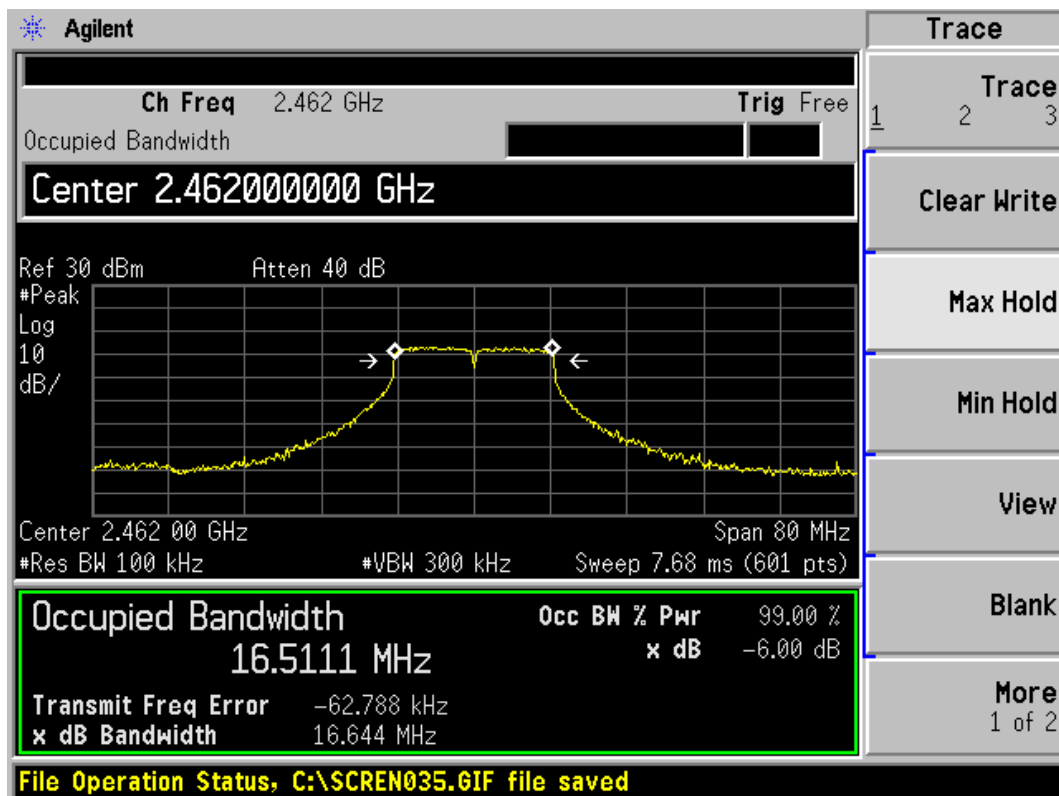 Agilent
Trace
Ch Freq 2.462 GHz Trig Free
Occupied Bandwidth
Center 2.462000000 GHz
Ref 30 dBm Atten 40 dB
#Peak
Log
10
dB/
Center 2.462 00 GHz Span 80 MHz
#Res BW 100 kHz #VBW 300 kHz Sweep 7.68 ms (601 pts)
Occupied Bandwidth
16.5111 MHz
Occ BW % Pwr 99.00 %
x dB -6.00 dB
Transmit Freq Error -62.788 kHz
x dB Bandwidth 16.644 MHz
Trace
1 2 3
Clear Write
Max Hold
Min Hold
View
Blank
More
1 of 2
File Operation Status, C:\SCREN035.GIF file saved